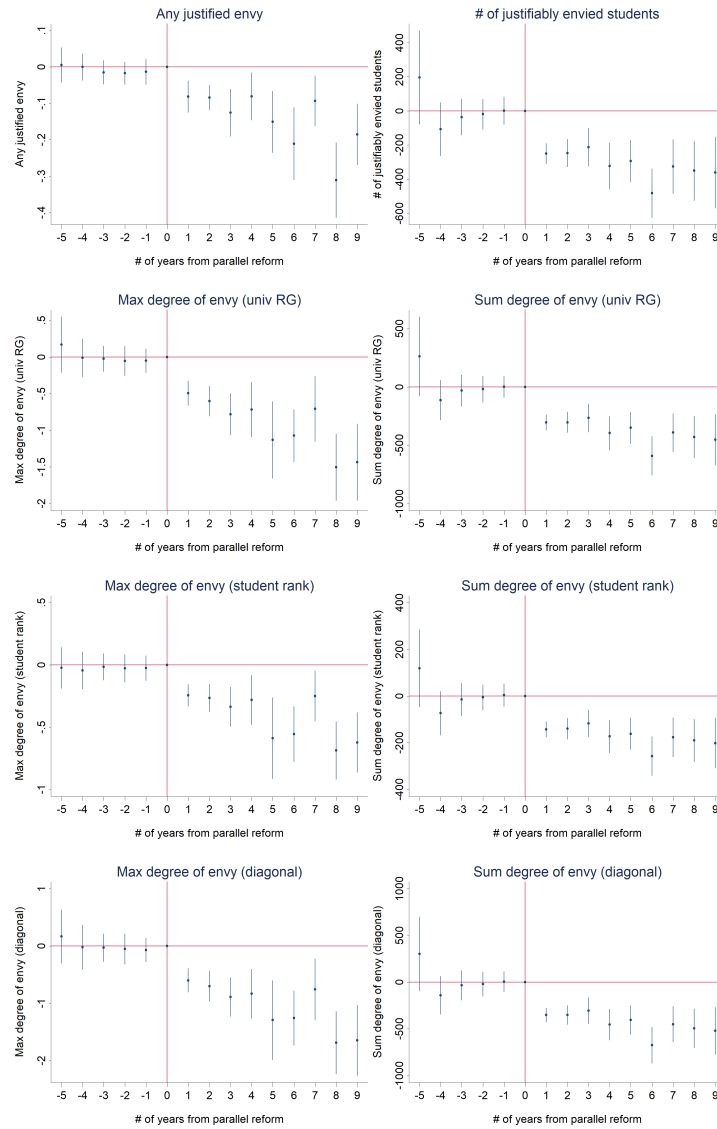 Any justified envy
Any justified envy
.1
0
-.1
-.2
-.3
-.4
-5 -4 -3 -2 -1 0 1 2 3 4 5 6 7 8 9
# of years from parallel reform
# of justifiably envied students
# of justifiably envied students
400
200
0
-200
-400
-600
-5 -4 -3 -2 -1 0 1 2 3 4 5 6 7 8 9
# of years from parallel reform
Max degree of envy (univ RG)
Max degree of envy (univ RG)
.5
0
-.5
-1
-1.5
-2
-5 -4 -3 -2 -1 0 1 2 3 4 5 6 7 8 9
# of years from parallel reform
Sum degree of envy (univ RG)
Sum degree of envy (univ RG)
500
0
-500
-1000
-5 -4 -3 -2 -1 0 1 2 3 4 5 6 7 8 9
# of years from parallel reform
Max degree of envy (student rank)
Max degree of envy (student rank)
.5
0
-.5
-1
-5 -4 -3 -2 -1 0 1 2 3 4 5 6 7 8 9
# of years from parallel reform
Sum degree of envy (student rank)
Sum degree of envy (student rank)
400
200
0
-200
-400
-5 -4 -3 -2 -1 0 1 2 3 4 5 6 7 8 9
# of years from parallel reform
Max degree of envy (diagonal)
Max degree of envy (diagonal)
1
0
-1
-2
-5 -4 -3 -2 -1 0 1 2 3 4 5 6 7 8 9
# of years from parallel reform
Sum degree of envy (diagonal)
Sum degree of envy (diagonal)
1000
500
0
-500
-1000
-5 -4 -3 -2 -1 0 1 2 3 4 5 6 7 8 9
# of years from parallel reform